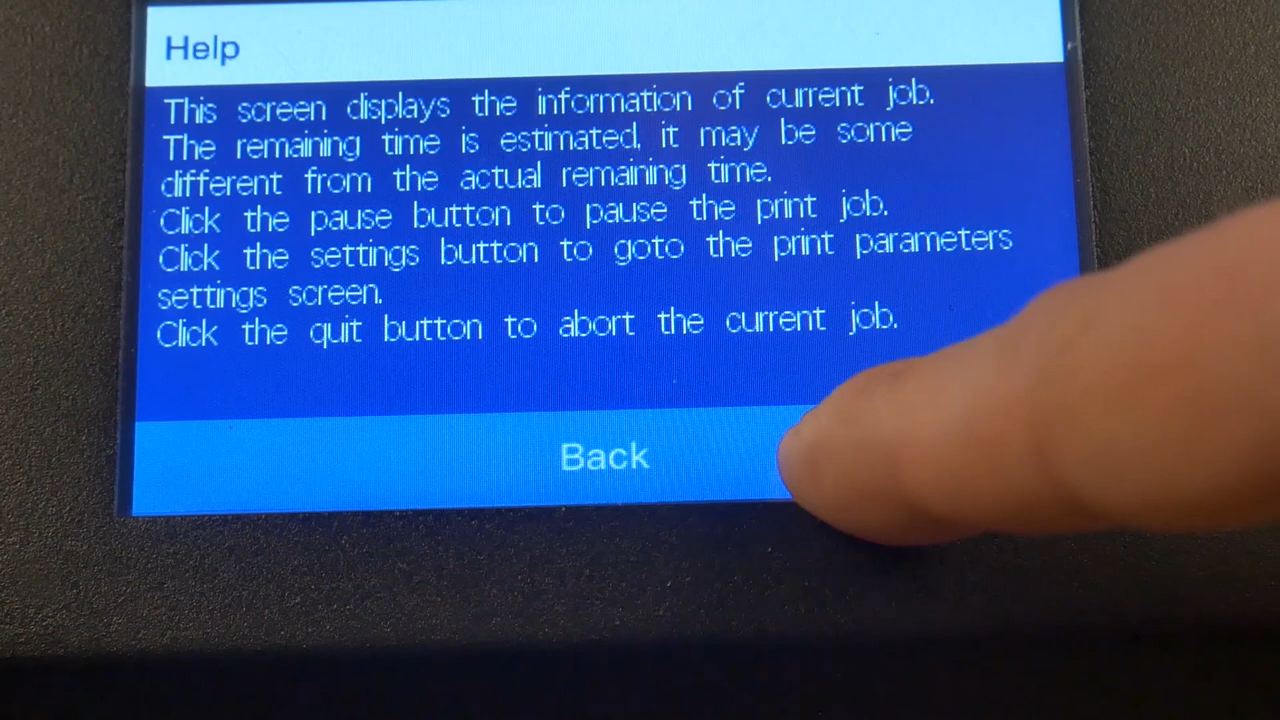 Help
This screen displays the information of current job.
The remaining time is estimated, it may be some
different from the actual remaining time.
Click the pause button to pause the print job.
Click the settings button to goto the print parameters
settings screen.
Click the quit button to abort the current job.
Back